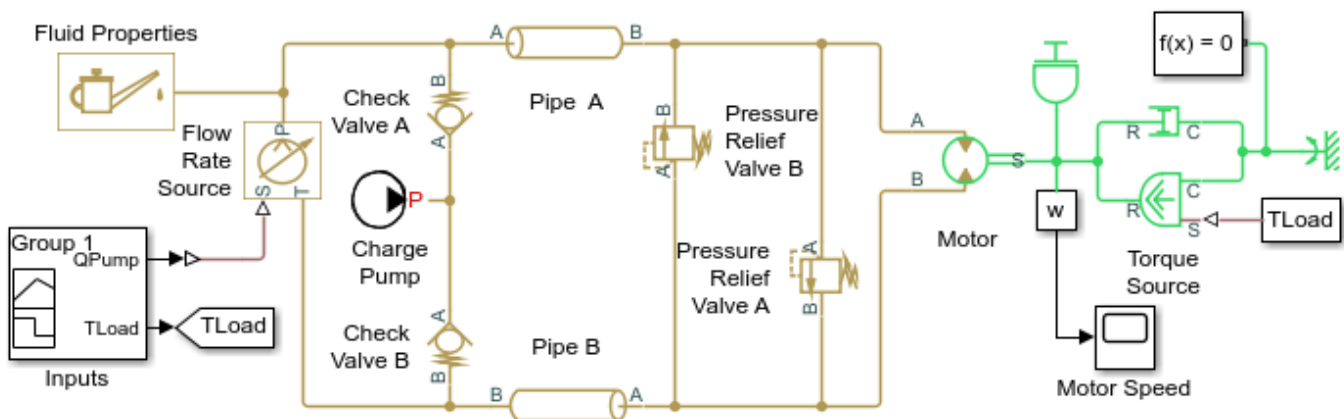 Fluid Properties
Flow
Rate
Source
P
S
T
Group 1
QPump
TLoad
Inputs
TLoad
Check
Valve A
B
A
P
Charge
Pump
A
B
Check
Valve B
A
B
Pipe A
Pipe B
B
A
B
A
Pressure
Relief
Valve B
Pressure
Relief
Valve A
A
B
A
B
Motor
S
w
Motor Speed
f(x) = 0
R
C
R
C
S
Torque
Source
TLoad